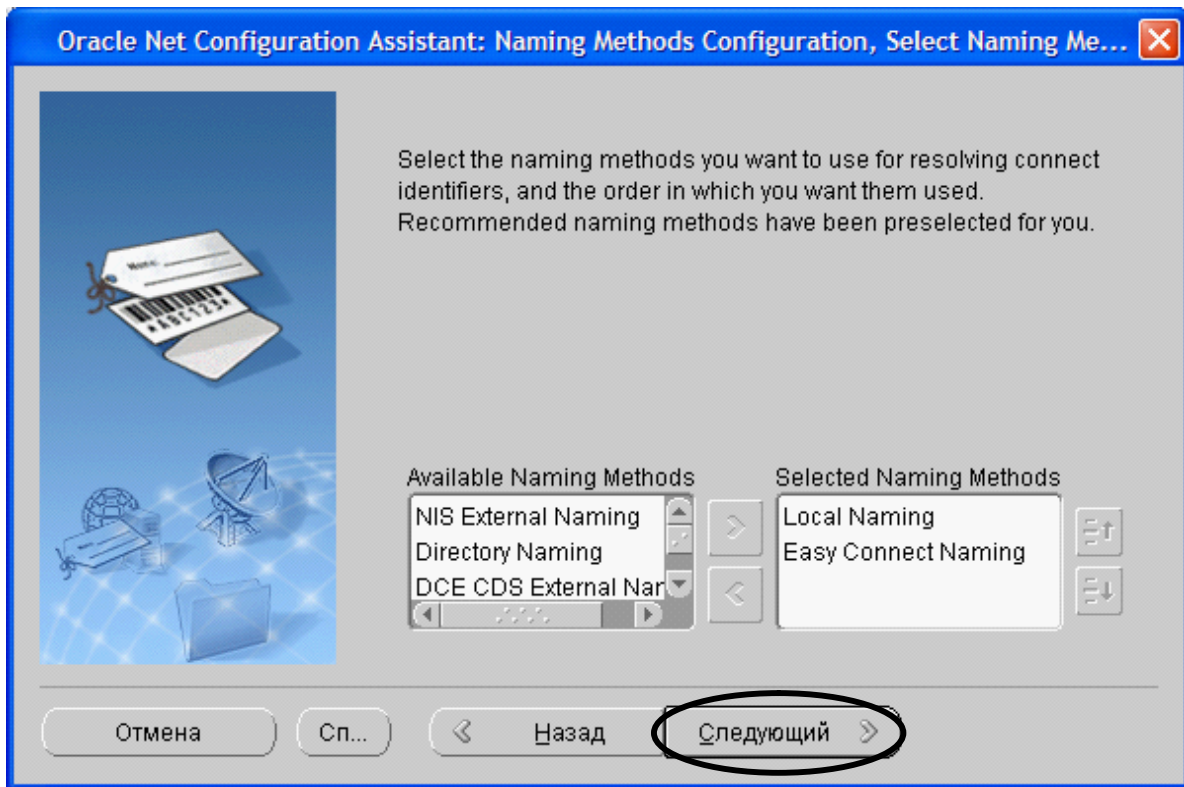 Oracle Net Configuration Assistant: Naming Methods Configuration, Select Naming Me...
Select the naming methods you want to use for resolving connect
identifiers, and the order in which you want them used.
Recommended naming methods have been preselected for you.
Name:
AABC123A
Available Naming Methods
NIS External Naming
Directory Naming
DCE CDS External Nar
Selected Naming Methods
Local Naming
Easy Connect Naming
Отмена
Сп...
Назад
Следующий